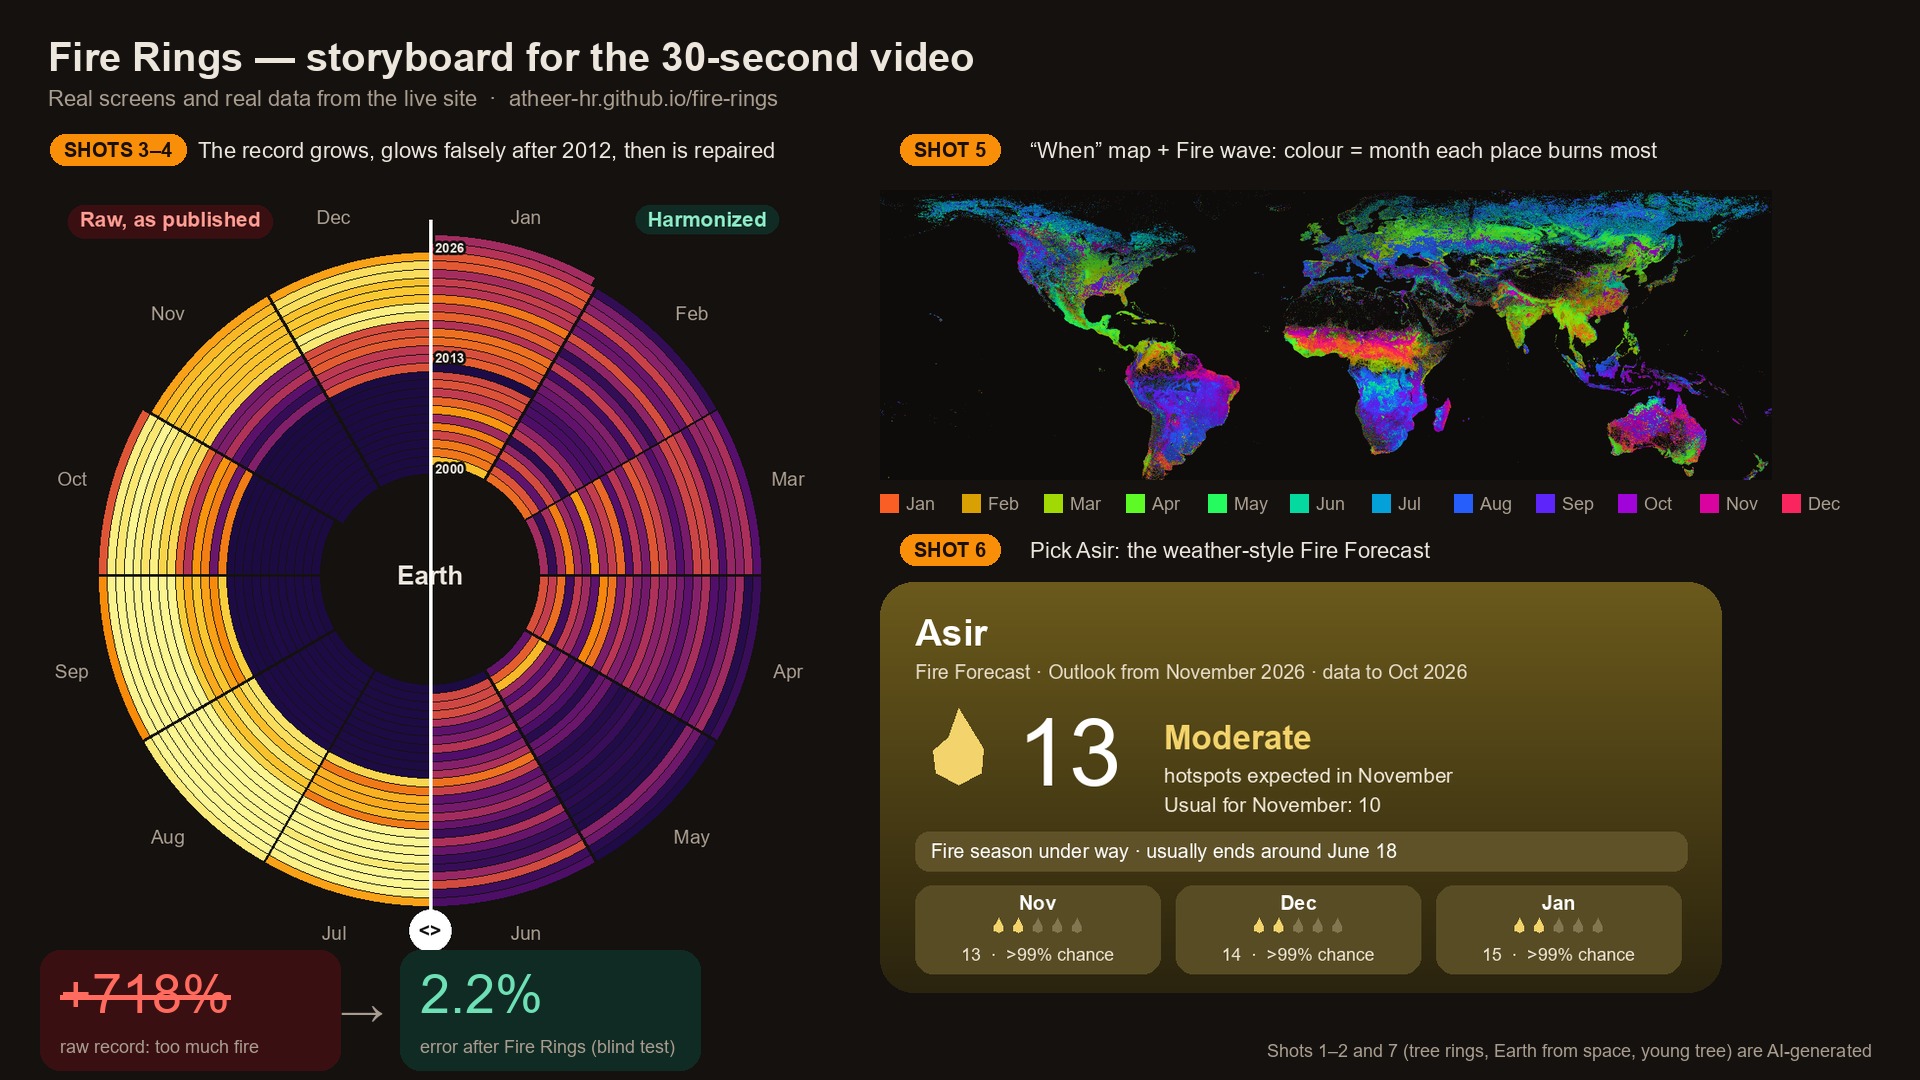 Fire Rings — storyboard for the 30-second video
Real screens and real data from the live site · atheer-hr.github.io/fire-rings
SHOTS 3–4 The record grows, glows falsely after 2012, then is repaired
Raw, as published
Harmonized
Dec
Jan
Nov
Feb
Oct
Mar
Sep
Apr
Aug
May
Jul
Jun
2026
2013
2000
Earth
<>
+718%
raw record: too much fire
→
2.2%
error after Fire Rings (blind test)
SHOT 5 “When” map + Fire wave: colour = month each place burns most
Jan Feb Mar Apr May Jun Jul Aug Sep Oct Nov Dec
SHOT 6 Pick Asir: the weather-style Fire Forecast
Asir
Fire Forecast · Outlook from November 2026 · data to Oct 2026
13
Moderate
hotspots expected in November
Usual for November: 10
Fire season under way · usually ends around June 18
Nov
13 · >99% chance
Dec
14 · >99% chance
Jan
15 · >99% chance
Shots 1–2 and 7 (tree rings, Earth from space, young tree) are AI-generated